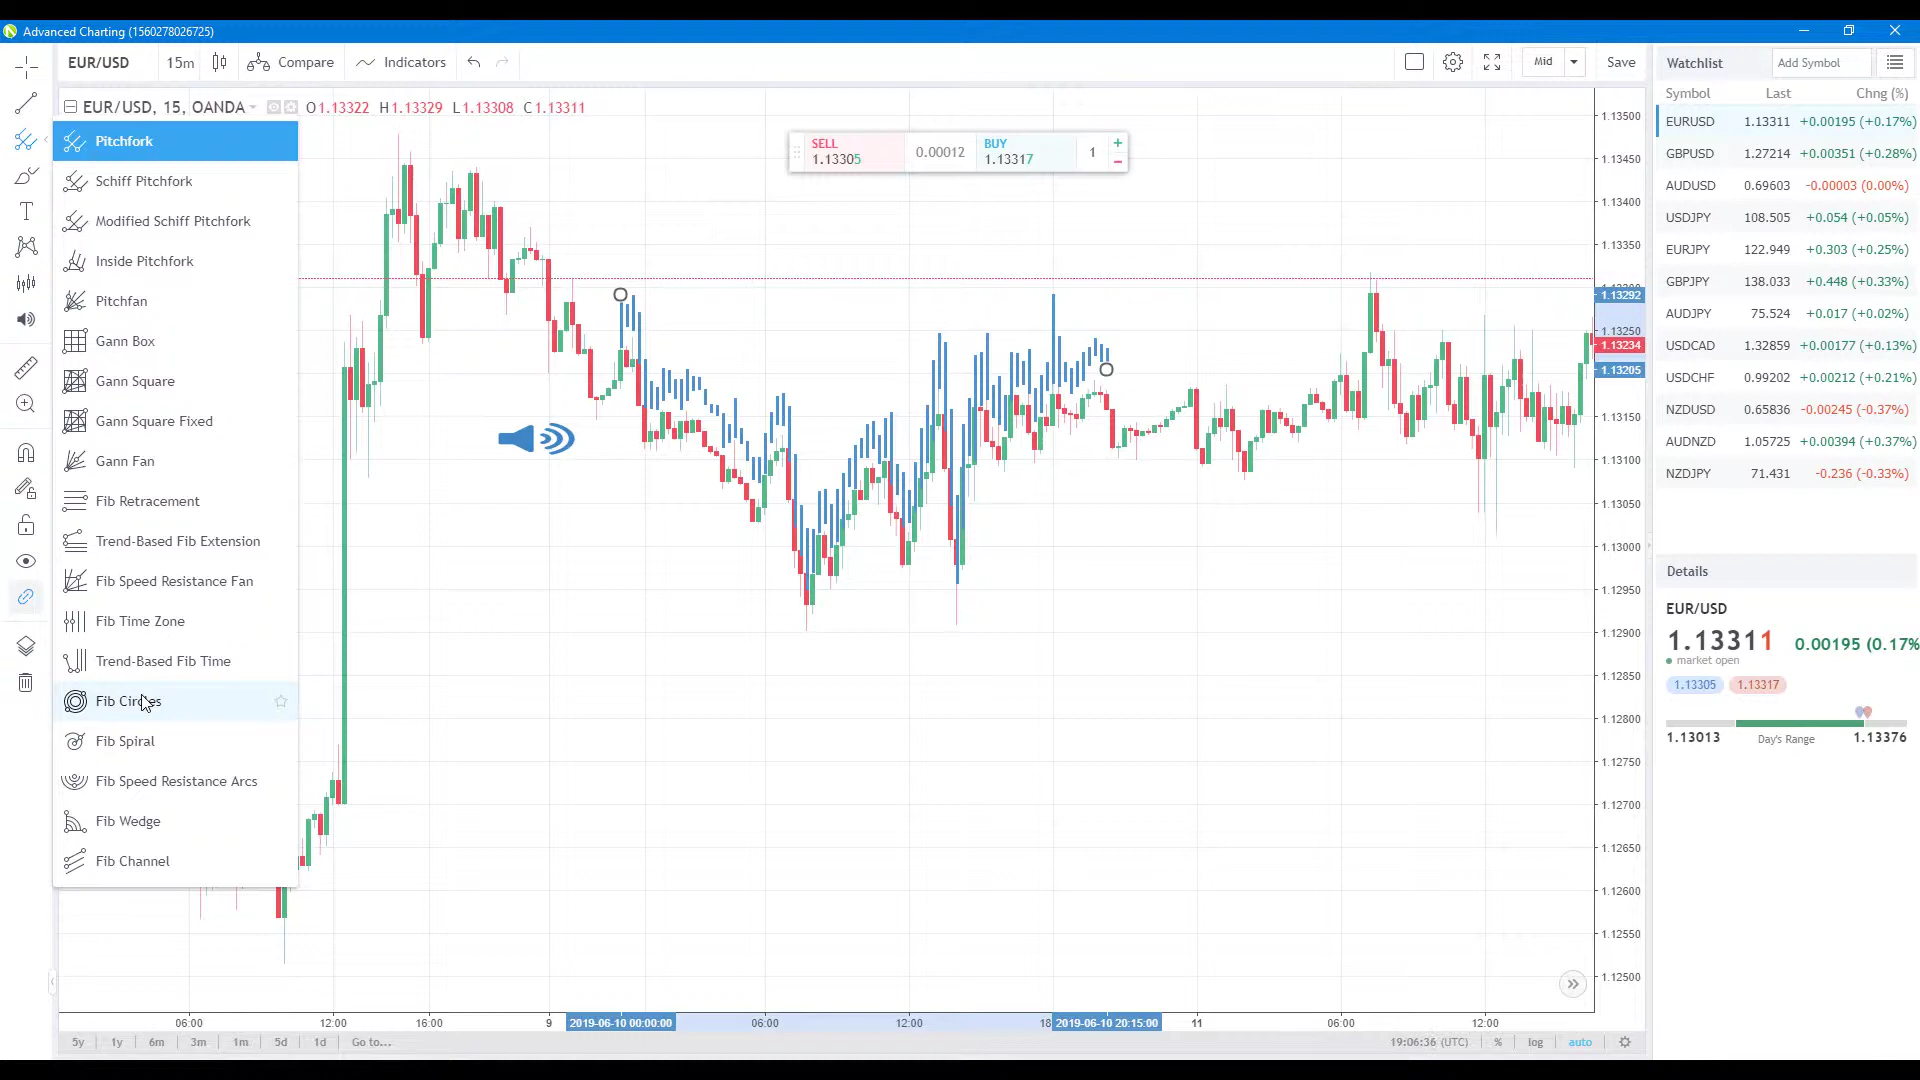 Advanced Charting (1560278026725)
EUR/USD 15m Compare Indicators Mid Save
EUR/USD, 15, OANDA O1.13322 H1.13329 L1.13308 C1.13311
Pitchfork
Schiff Pitchfork
Modified Schiff Pitchfork
Inside Pitchfork
Pitchfan
Gann Box
Gann Square
Gann Square Fixed
Gann Fan
Fib Retracement
Trend-Based Fib Extension
Fib Speed Resistance Fan
Fib Time Zone
Trend-Based Fib Time
Fib Circles
Fib Spiral
Fib Speed Resistance Arcs
Fib Wedge
Fib Channel
SELL
1.13305
0.00012
BUY
1.13317
1
1.13500
1.13450
1.13400
1.13350
1.13292
1.13250
1.13234
1.13205
1.13150
1.13100
1.13050
1.13000
1.12950
1.12900
1.12850
1.12800
1.12750
1.12700
1.12650
1.12600
1.12550
1.12500
06:00 12:00 16:00 9 2019-06-10 00:00:00 06:00 12:00 18 2019-06-10 20:15:00 11 06:00 12:00
5y 1y 6m 3m 1m 5d 1d Go to... 19:06:36 (UTC) % log auto
Watchlist Add Symbol
Symbol Last Chng (%)
EURUSD 1.13311 +0.00195 (+0.17%)
GBPUSD 1.27214 +0.00351 (+0.28%)
AUDUSD 0.69603 -0.00003 (0.00%)
USDJPY 108.505 +0.054 (+0.05%)
EURJPY 122.949 +0.303 (+0.25%)
GBPJPY 138.033 +0.448 (+0.33%)
AUDJPY 75.524 +0.017 (+0.02%)
USDCAD 1.32859 +0.00177 (+0.13%)
USDCHF 0.99202 +0.00212 (+0.21%)
NZDUSD 0.65836 -0.00245 (-0.37%)
AUDNZD 1.05725 +0.00394 (+0.37%)
NZDJPY 71.431 -0.236 (-0.33%)
Details
EUR/USD
1.13311 0.00195 (0.17%
market open
1.13305 1.13317
1.13013 Day's Range 1.13376